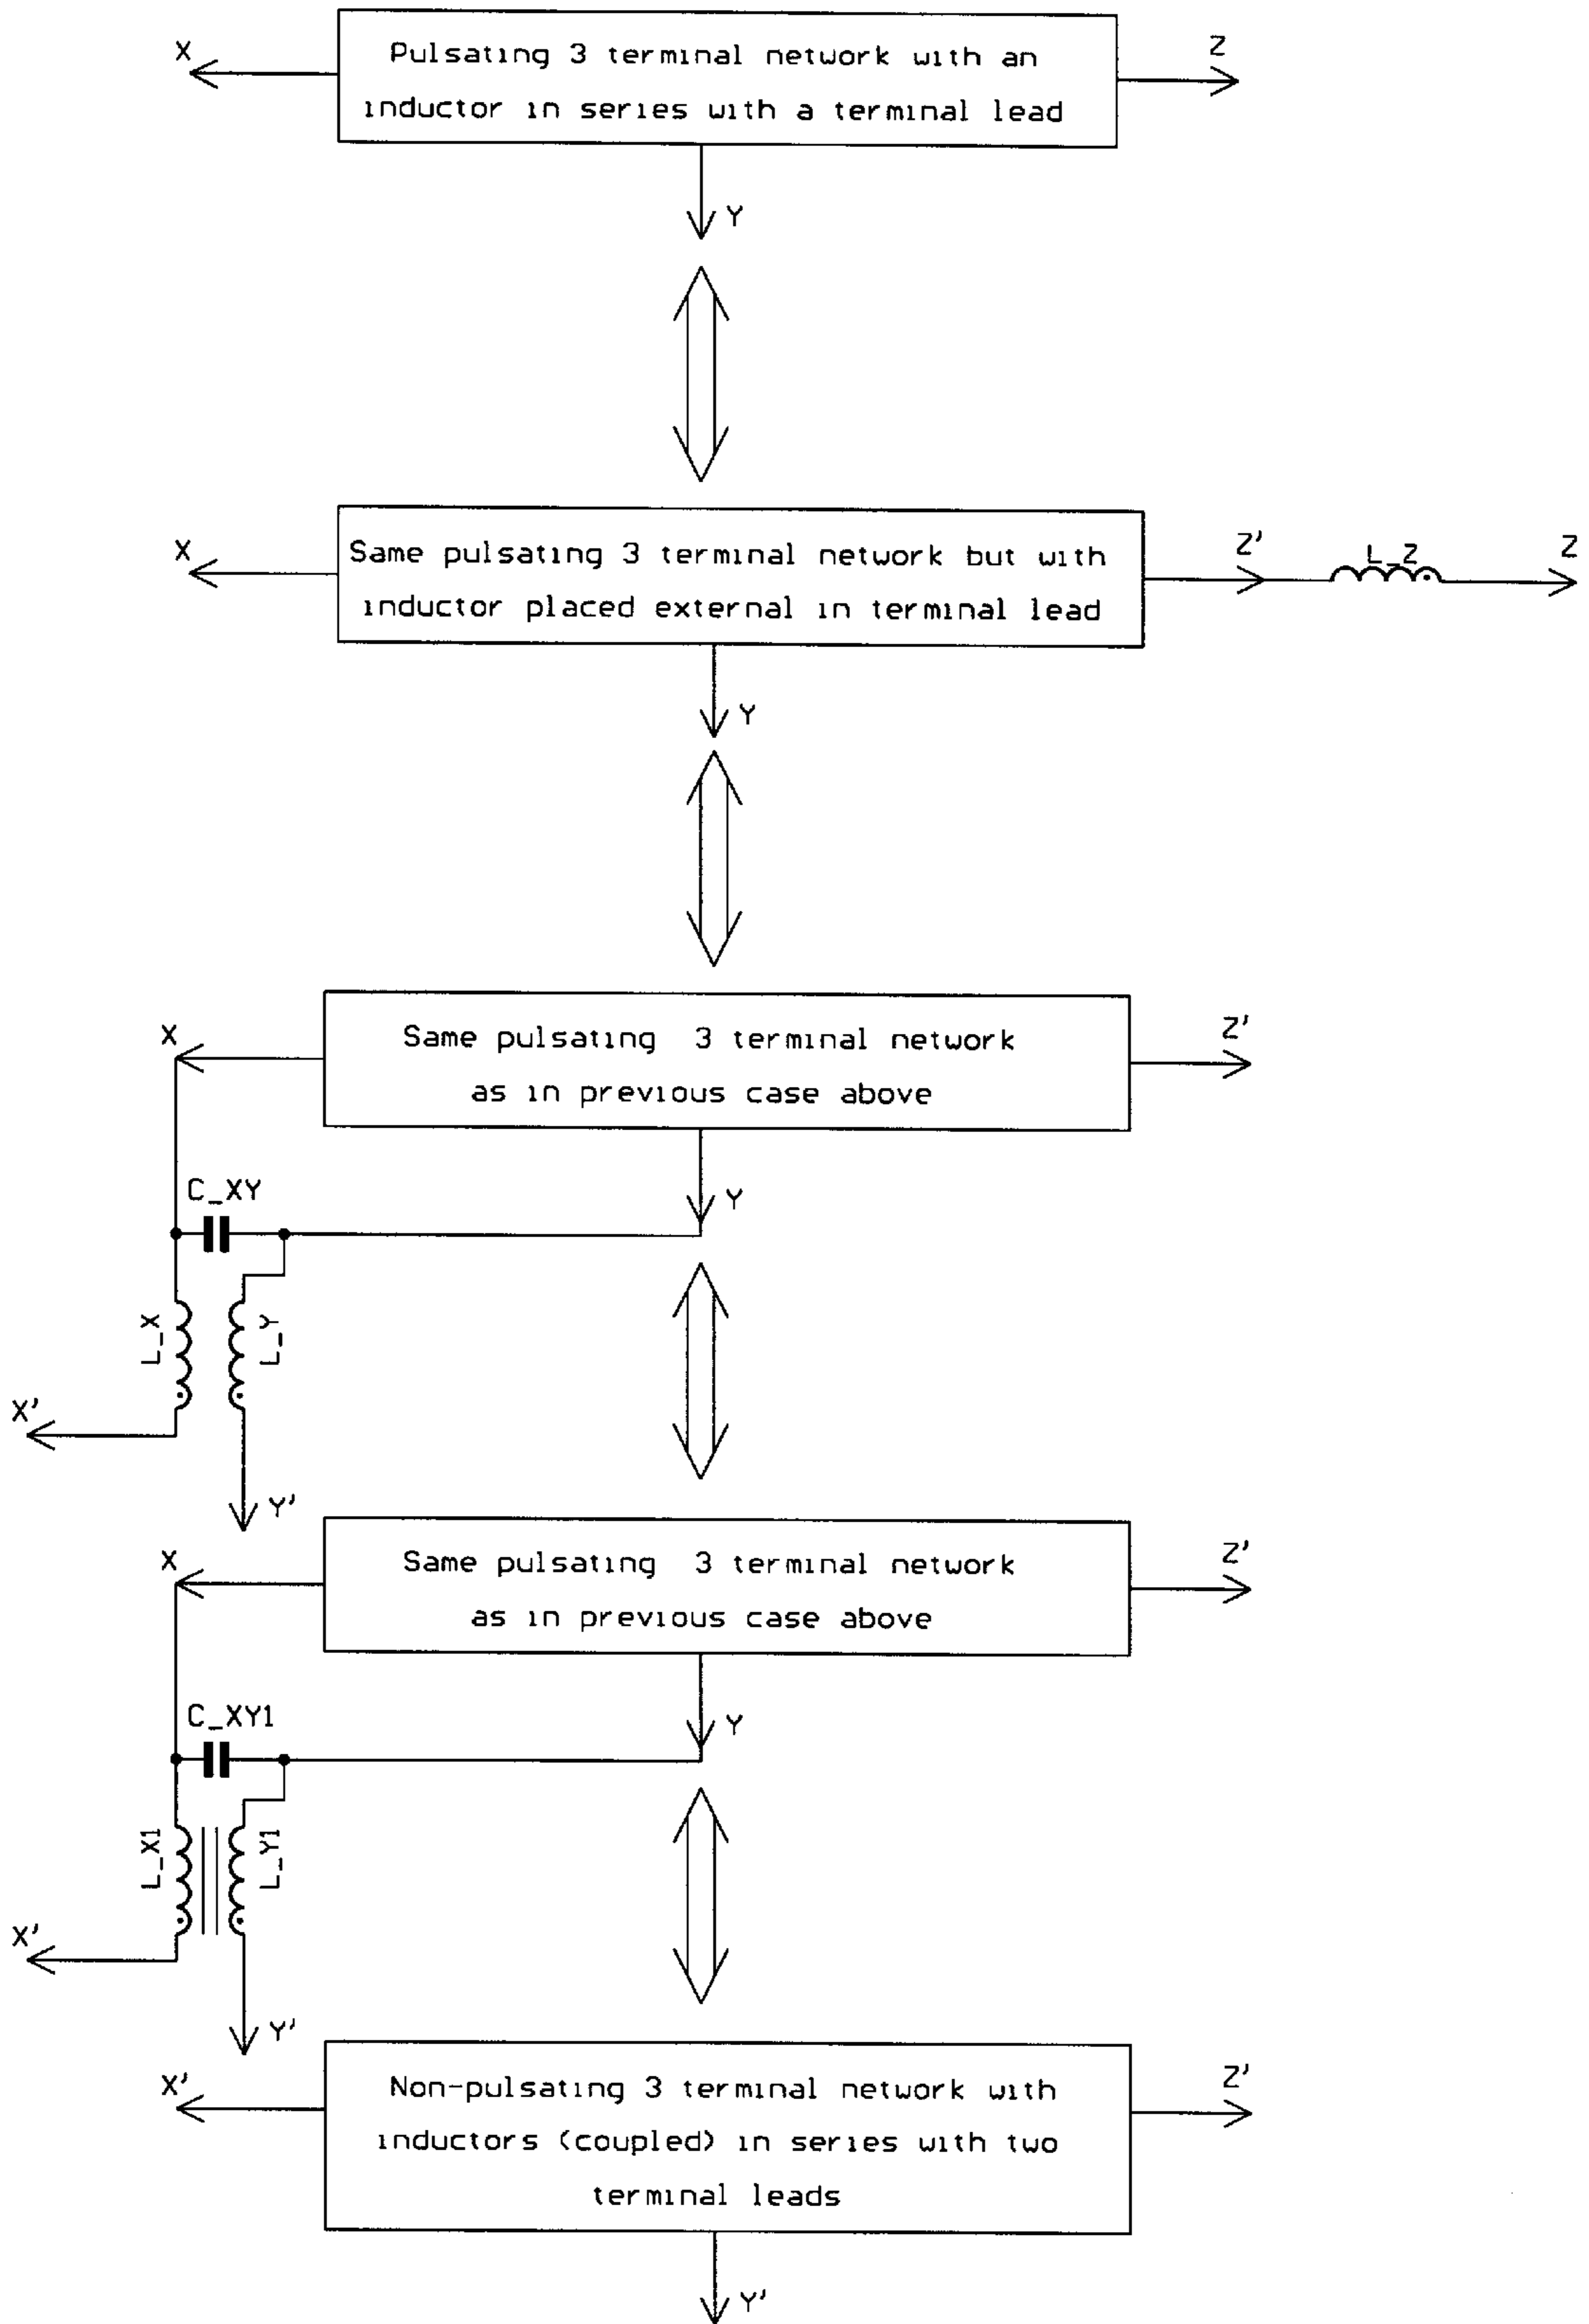 X
Pulsating 3 terminal network with an
inductor in series with a terminal lead
Z
Y
X
Same pulsating 3 terminal network but with
inductor placed external in terminal lead
Z'
L_Z
Z
Y
X
Same pulsating 3 terminal network
as in previous case above
Z'
C_XY
Y
L_X
L_Y
X'
Y'
X
Same pulsating 3 terminal network
as in previous case above
Z'
C_XY1
Y
L_X1
L_Y1
X'
Y'
X'
Non-pulsating 3 terminal network with
inductors (coupled) in series with two
terminal leads
Z'
Y'